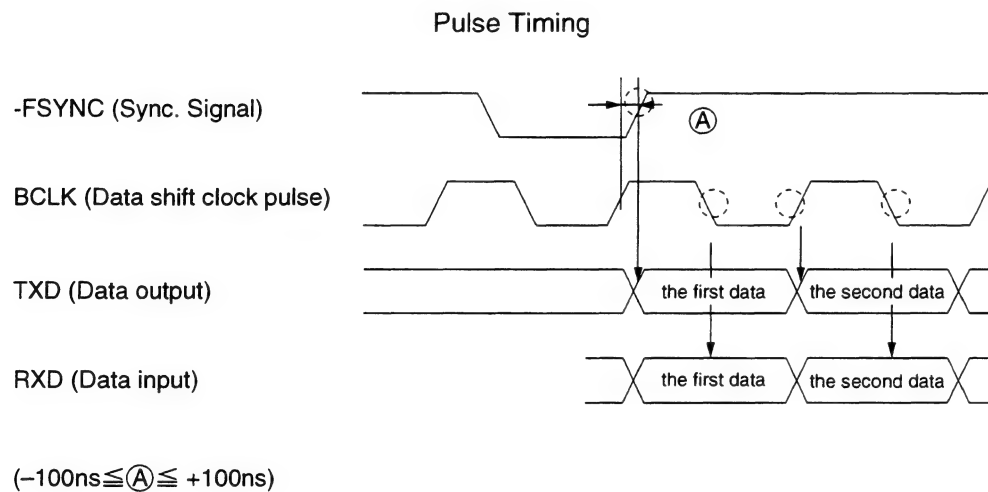 Pulse Timing
-FSYNC (Sync. Signal)
Ⓐ
BCLK (Data shift clock pulse)
TXD (Data output)
the first data
the second data
RXD (Data input)
the first data
the second data
(–100ns≦Ⓐ≦ +100ns)